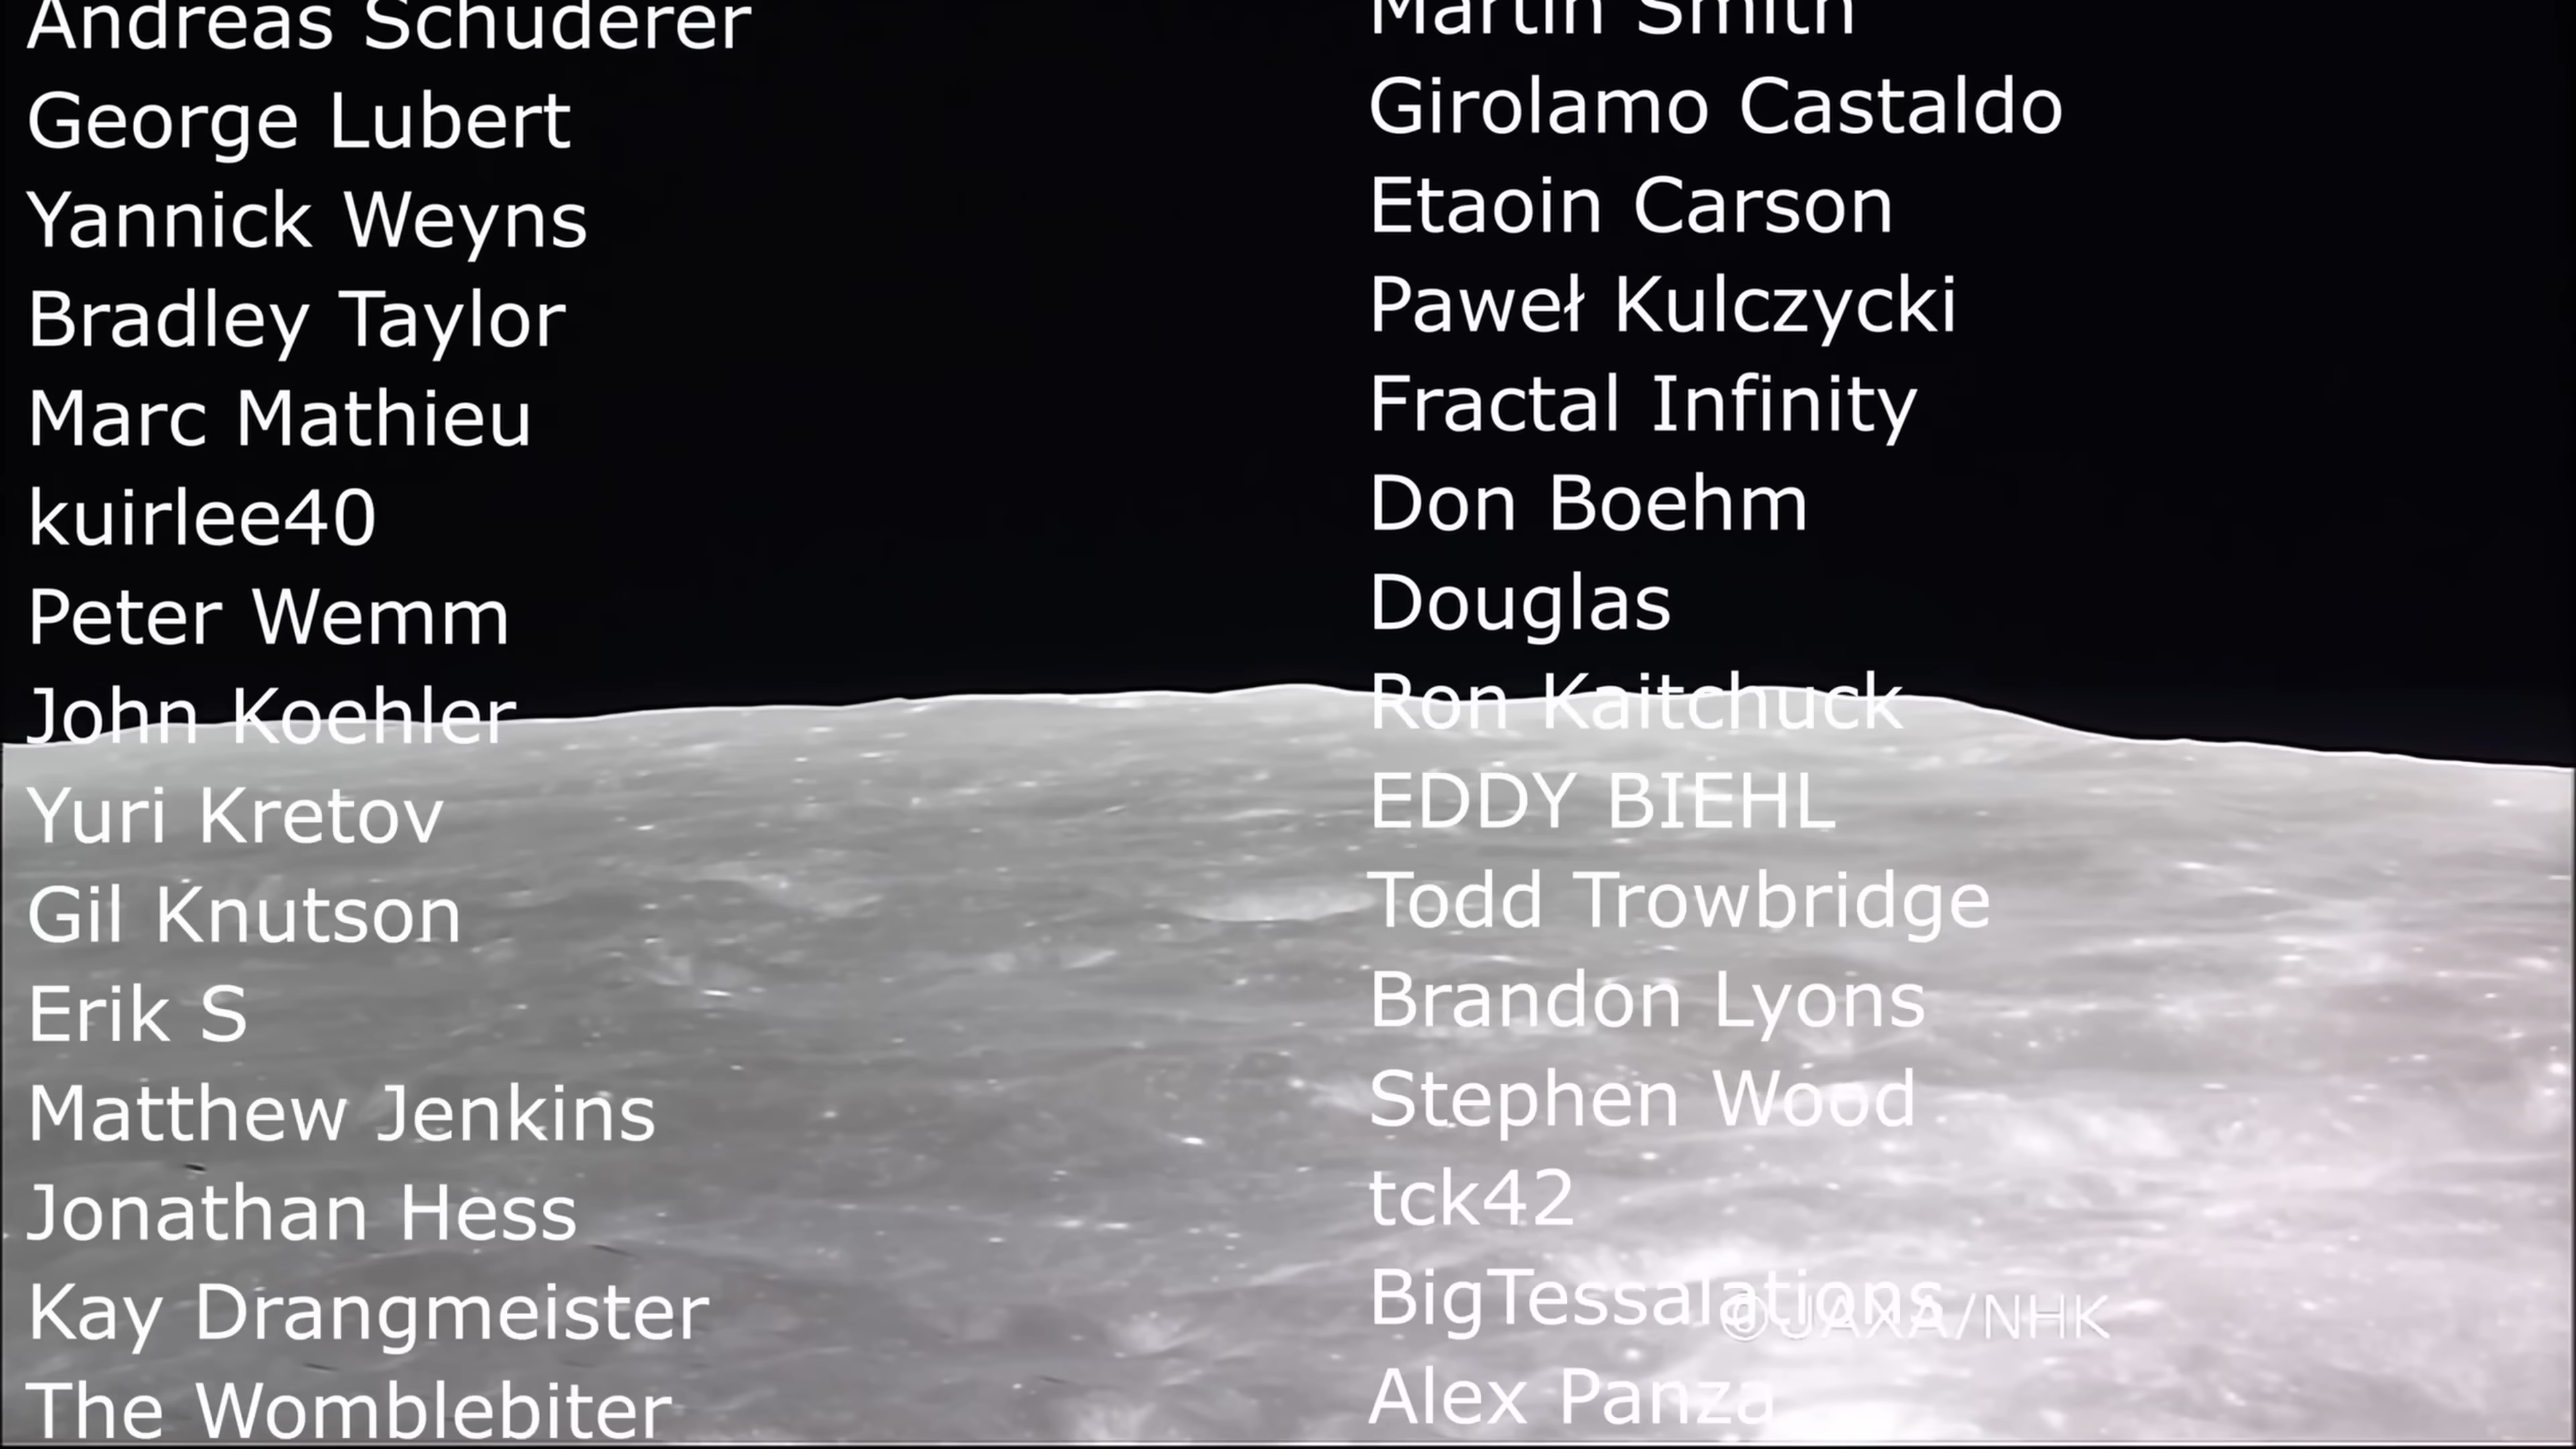 Andreas Schuderer
George Lubert
Yannick Weyns
Bradley Taylor
Marc Mathieu
kuirlee40
Peter Wemm
John Koehler
Yuri Kretov
Gil Knutson
Erik S
Matthew Jenkins
Jonathan Hess
Kay Drangmeister
The Womblebiter
Martin Smith
Girolamo Castaldo
Etaoin Carson
Paweł Kulczycki
Fractal Infinity
Don Boehm
Douglas
Ron Kaitchuck
EDDY BIEHL
Todd Trowbridge
Brandon Lyons
Stephen Wood
tck42
BigTessalations
©JAXA/NHK
Alex Panza